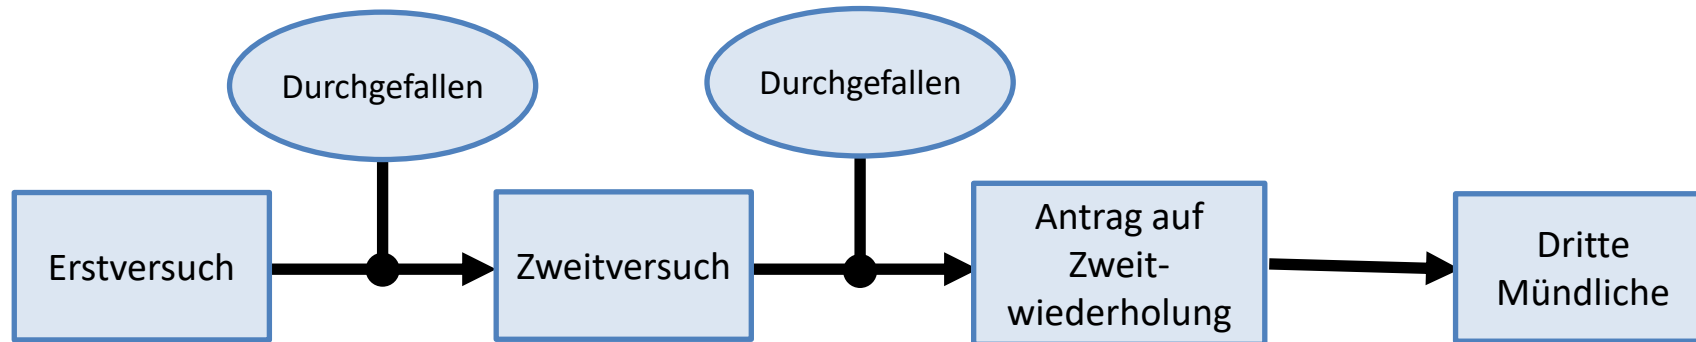 Durchgefallen
Durchgefallen
Erstversuch
Zweitversuch
Antrag auf
Zweit-
wiederholung
Dritte
Mündliche